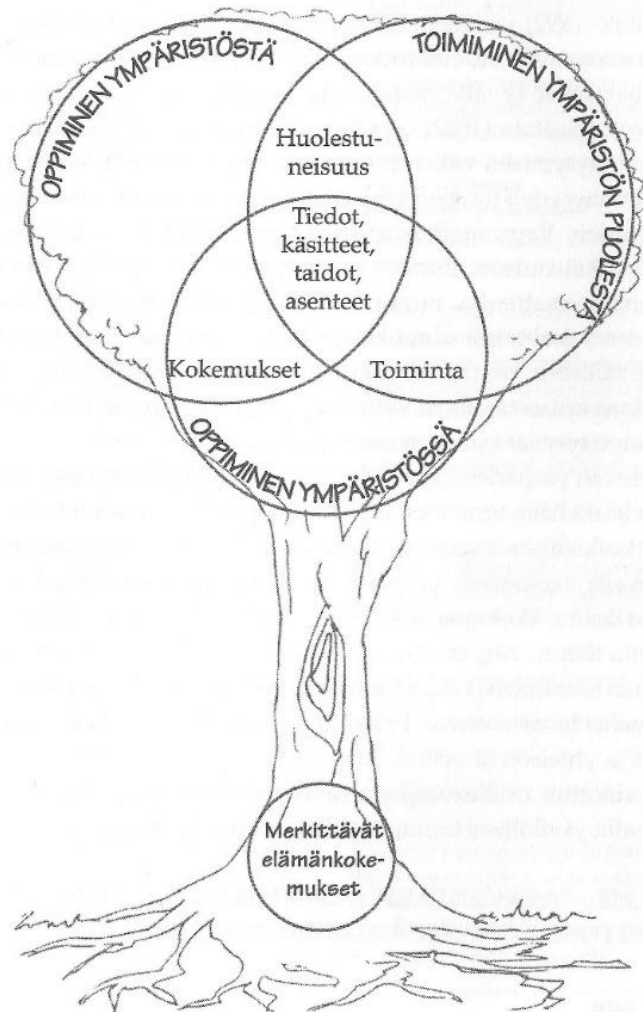 OPPIMINEN YMPÄRISTÖSTÄ
TOIMIMINEN YMPÄRISTÖN PUOLESTA
Huolestu-
neisuus
Tiedot,
käsitteet,
taidot,
asenteet
Kokemukset
Toiminta
OPPIMINEN YMPÄRISTÖSSÄ
Merkittävät
elämänkoke-
mukset